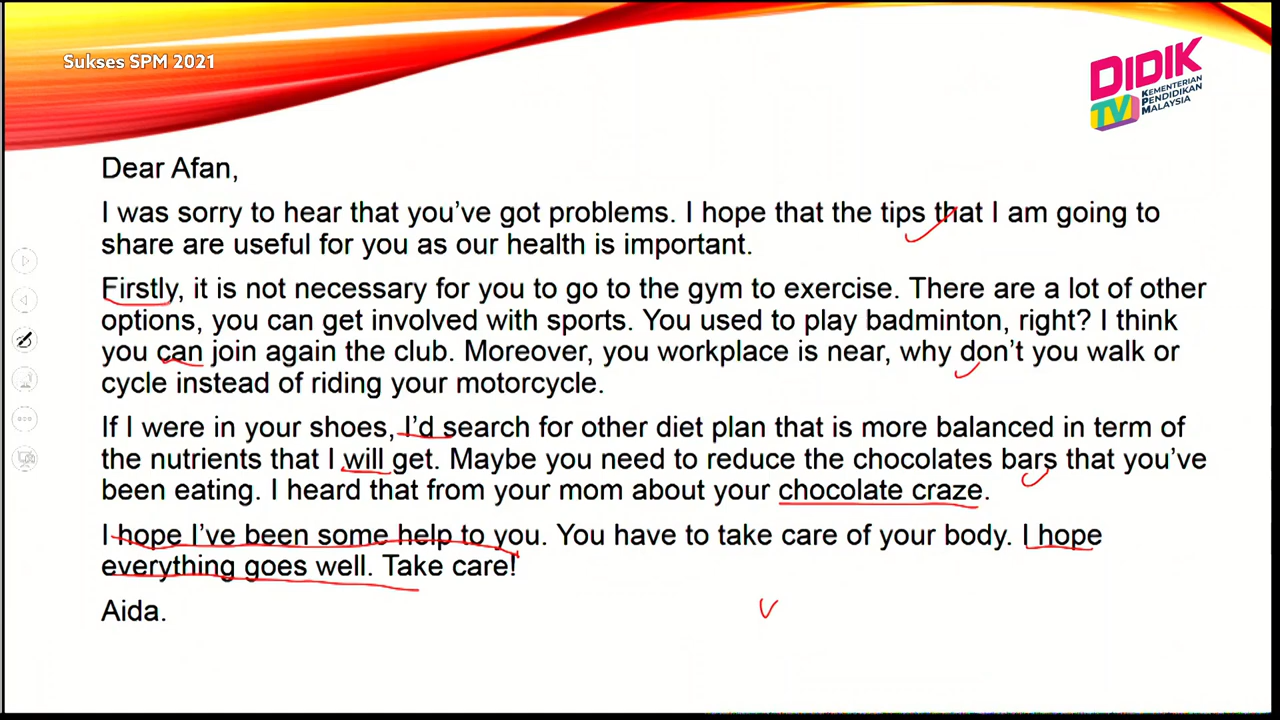 Sukses SPM 2021
DIDIK
TV
KEMENTERIAN
PENDIDIKAN
MALAYSIA
Dear Afan,
I was sorry to hear that you've got problems. I hope that the tips that I am going to
share are useful for you as our health is important.
Firstly, it is not necessary for you to go to the gym to exercise. There are a lot of other
options, you can get involved with sports. You used to play badminton, right? I think
you can join again the club. Moreover, you workplace is near, why don't you walk or
cycle instead of riding your motorcycle.
If I were in your shoes, I'd search for other diet plan that is more balanced in term of
the nutrients that I will get. Maybe you need to reduce the chocolates bars that you've
been eating. I heard that from your mom about your chocolate craze.
I hope I've been some help to you. You have to take care of your body. I hope
everything goes well. Take care!
Aida.